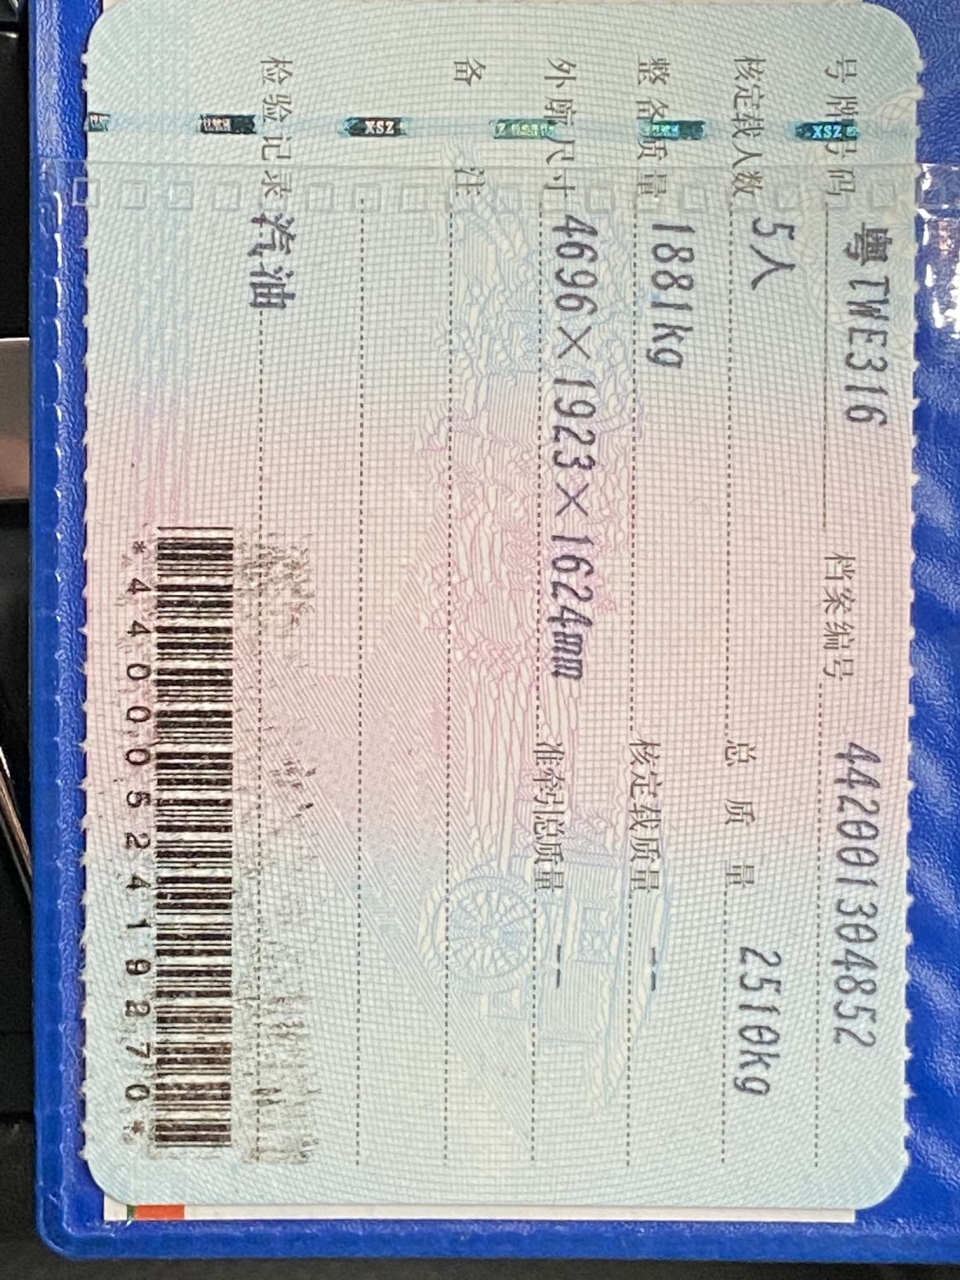 号牌号码 粤TWE316 档案编号 442001304852
核定载人数 5人 总质量 2510kg
整备质量 1881kg 核定载质量 --
外廓尺寸 4696×1923×1624mm 准牵引总质量 --
备注
检验记录 汽油
*4400052419270*